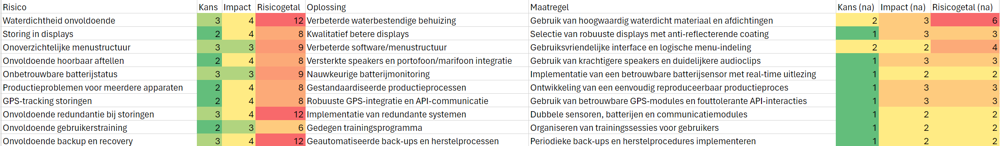 Risico Kans Impact Risicogetal Oplossing Maatregel Kans (na) Impact (na) Risicogetal (na)
Waterdichtheid onvoldoende 3 4 12 Verbeterde waterbestendige behuizing Gebruik van hoogwaardig waterdicht materiaal en afdichtingen 2 3 6
Storing in displays 2 4 8 Kwalitatief betere displays Selectie van robuuste displays met anti-reflecterende coating 1 3 3
Onoverzichtelijke menustructuur 3 3 9 Verbeterde software/menustructuur Gebruiksvriendelijke interface en logische menu-indeling 2 2 4
Onvoldoende hoorbaar aftellen 2 4 8 Versterkte speakers en portofoon/marifoon integratie Gebruik van krachtigere speakers en duidelijkere audioclips 1 3 3
Onbetrouwbare batterijstatus 3 3 9 Nauwkeurige batterijmonitoring Implementatie van een betrouwbare batterijsensor met real-time uitlezing 1 2 2
Productieproblemen voor meerdere apparaten 2 4 8 Gestandaardiseerde productieprocessen Ontwikkeling van een eenvoudig reproduceerbaar productieproces 1 3 3
GPS-tracking storingen 2 4 8 Robuuste GPS-integratie en API-communicatie Gebruik van betrouwbare GPS-modules en fouttolerante API-interacties 1 3 3
Onvoldoende redundantie bij storingen 3 4 12 Implementatie van redundante systemen Dubbele sensoren, batterijen en communicatiemodules 1 2 2
Onvoldoende gebruikerstraining 2 3 6 Gedegen trainingsprogramma Organiseren van trainingssessies voor gebruikers 1 2 2
Onvoldoende backup en recovery 3 4 12 Geautomatiseerde back-ups en herstelprocessen Periodieke back-ups en herstelprocedures implementeren 1 2 2